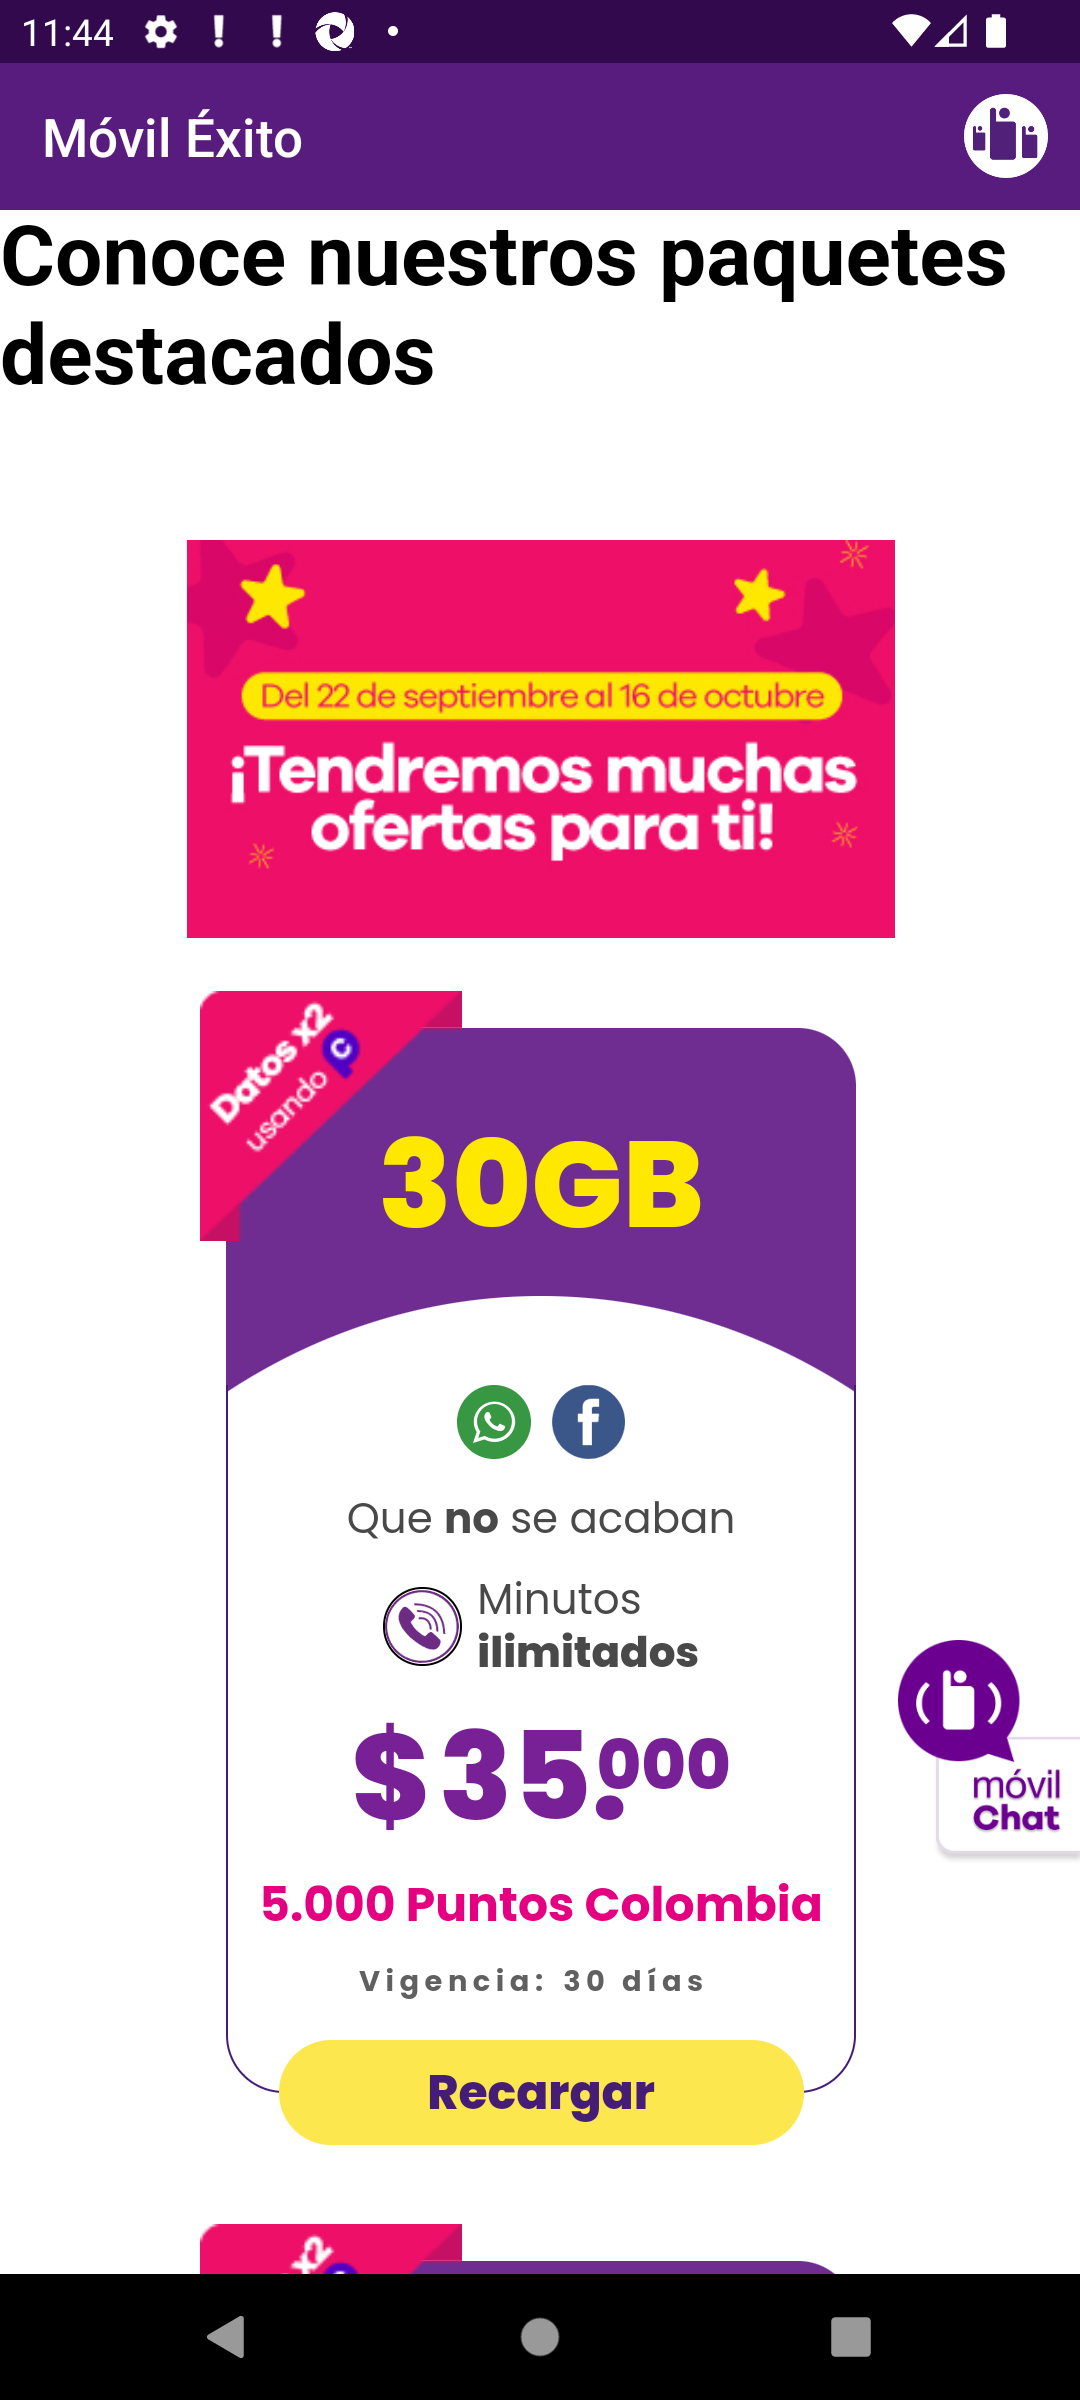 11:44
Móvil Éxito
Conoce nuestros paquetes
destacados
Del 22 de septiembre al 16 de octubre
¡Tendremos muchas
ofertas para ti!
Datos x2
usando
30GB
Que no se acaban
Minutos
ilimitados
$35.000
móvil
Chat
5.000 Puntos Colombia
Vigencia: 30 días
Recargar
x2